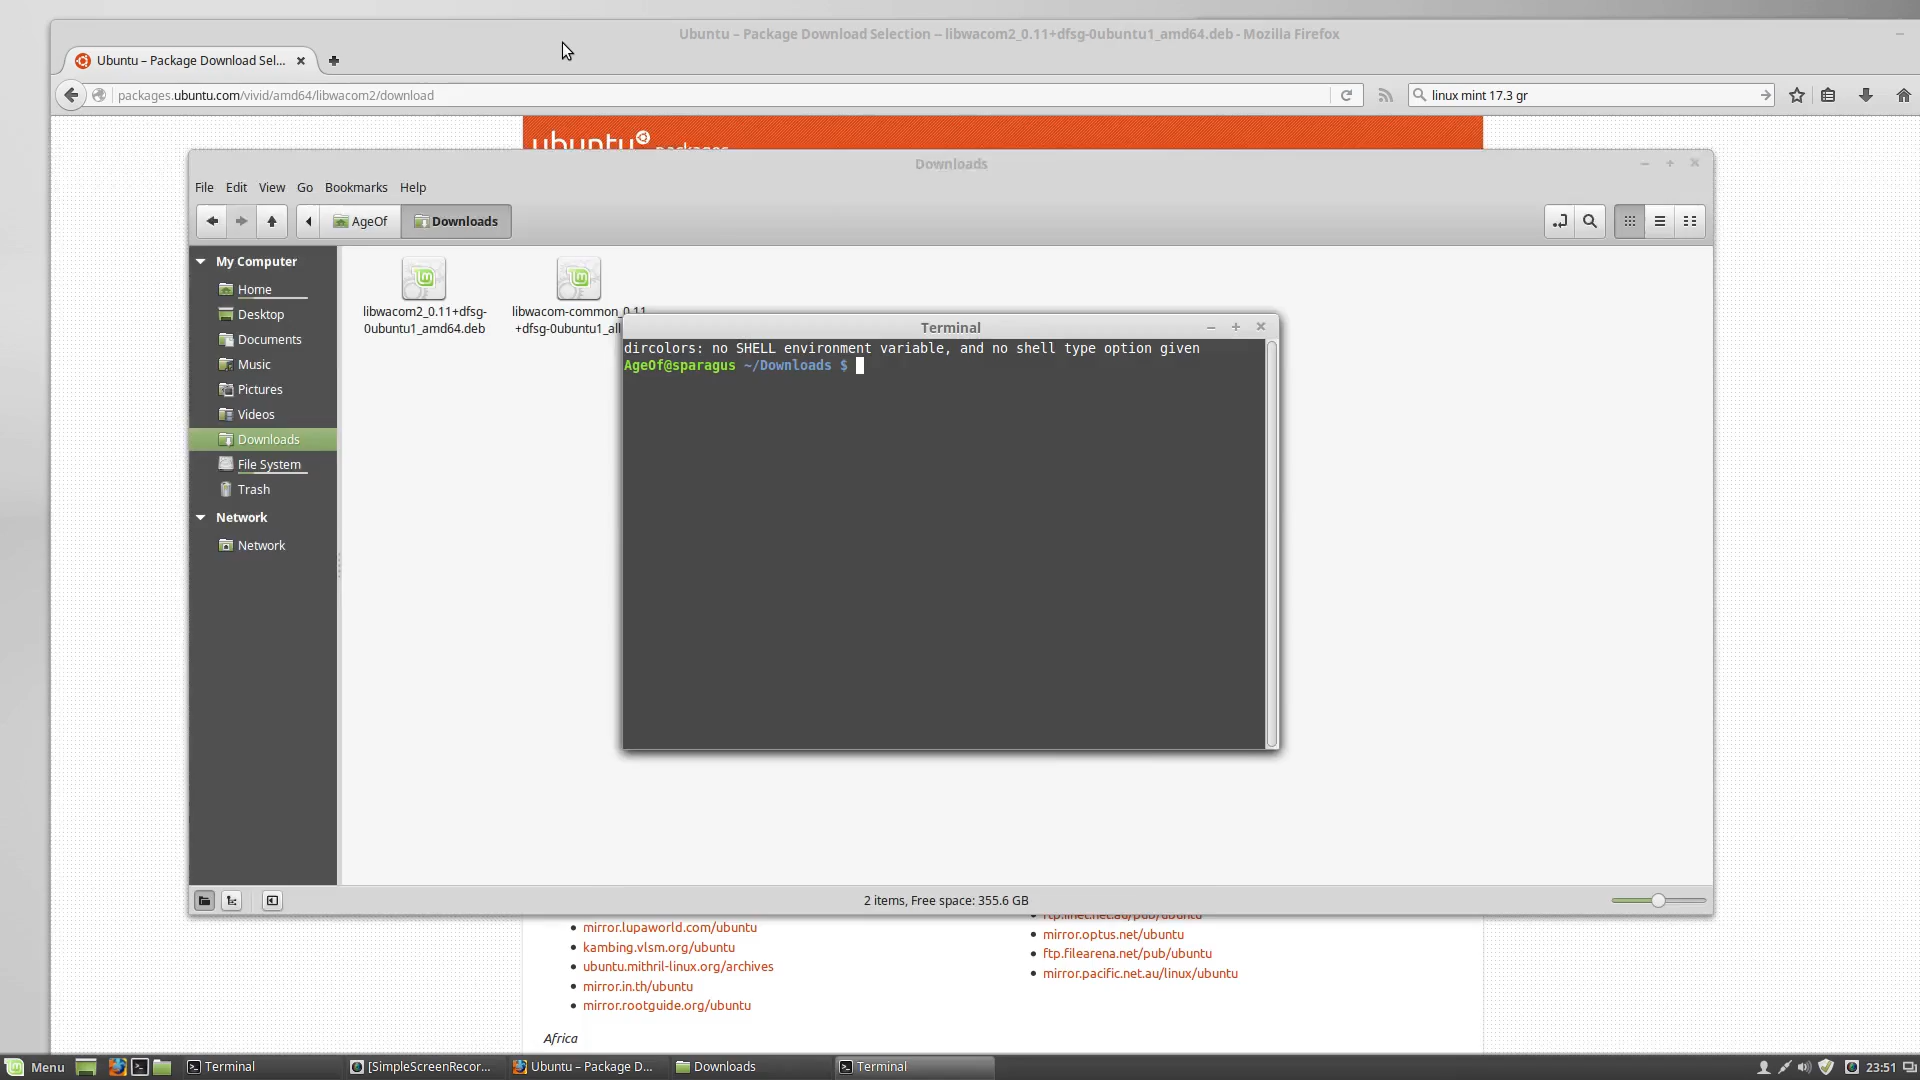 Ubuntu – Package Download Selection -- libwacom2_0.11+dfsg-0ubuntu1_amd64.deb - Mozilla Firefox
Ubuntu – Package Download Sel...
packages.ubuntu.com/vivid/amd64/libwacom2/download
linux mint 17.3 gr
ubuntu packages
Downloads
File Edit View Go Bookmarks Help
AgeOf Downloads
My Computer
Home
Desktop
Documents
Music
Pictures
Videos
Downloads
File System
Trash
Network
Network
libwacom2_0.11+dfsg-
0ubuntu1_amd64.deb
libwacom-common_0.11
+dfsg-0ubuntu1_all
Terminal
dircolors: no SHELL environment variable, and no shell type option given
AgeOf@sparagus ~/Downloads $
2 items, Free space: 355.6 GB
mirror.lupaworld.com/ubuntu
kambing.vlsm.org/ubuntu
ubuntu.mithril-linux.org/archives
mirror.in.th/ubuntu
mirror.rootguide.org/ubuntu
mirror.optus.net/ubuntu
ftp.filearena.net/pub/ubuntu
mirror.pacific.net.au/linux/ubuntu
Africa
Menu
Terminal
[SimpleScreenRecor...
Ubuntu – Package D...
Downloads
Terminal
23:51